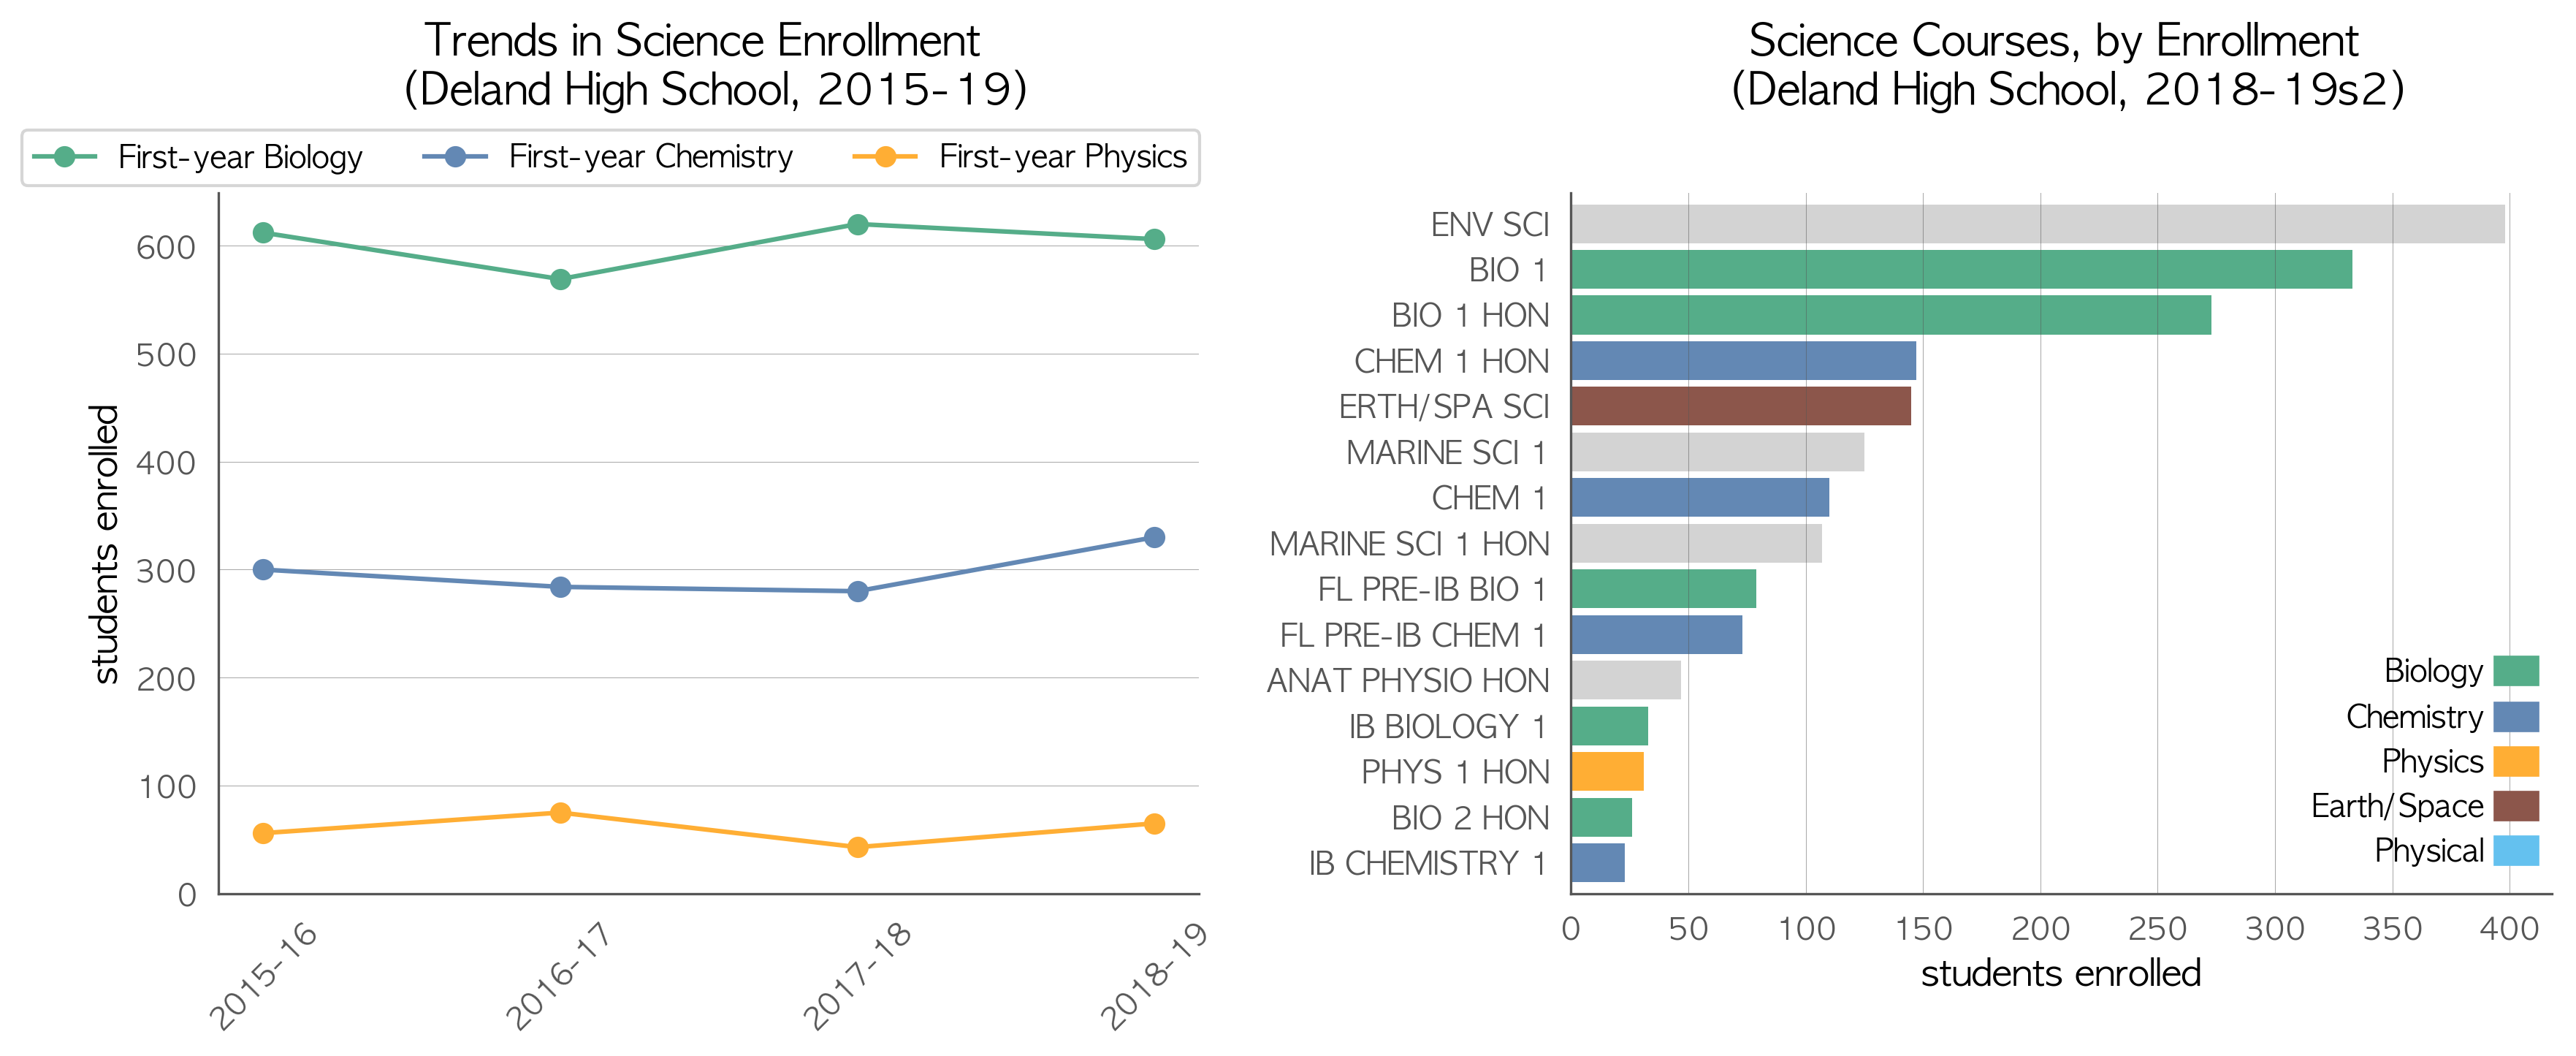 Trends in Science Enrollment
(Deland High School, 2015-19)
First-year Biology
First-year Chemistry
First-year Physics
students enrolled
600
500
400
300
200
100
0
2015-16
2016-17
2017-18
2018-19
Science Courses, by Enrollment
(Deland High School, 2018-19s2)
ENV SCI
BIO 1
BIO 1 HON
CHEM 1 HON
ERTH/SPA SCI
MARINE SCI 1
CHEM 1
MARINE SCI 1 HON
FL PRE-IB BIO 1
FL PRE-IB CHEM 1
ANAT PHYSIO HON
IB BIOLOGY 1
PHYS 1 HON
BIO 2 HON
IB CHEMISTRY 1
Biology
Chemistry
Physics
Earth/Space
Physical
0
50
100
150
200
250
300
350
400
students enrolled